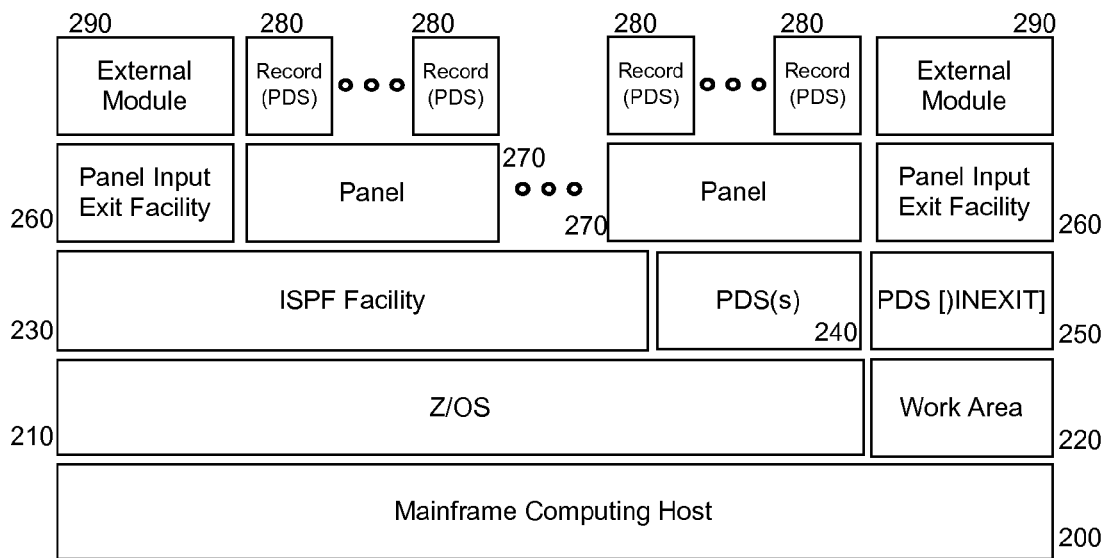 290 280 280 280 280 290
External Module
Record (PDS)
Record (PDS)
Record (PDS)
Record (PDS)
External Module
Panel Input Exit Facility
Panel
270
270
Panel
Panel Input Exit Facility
260
260
ISPF Facility
PDS(s)
240
PDS [)INEXIT]
230
250
Z/OS
Work Area
210
220
Mainframe Computing Host
200